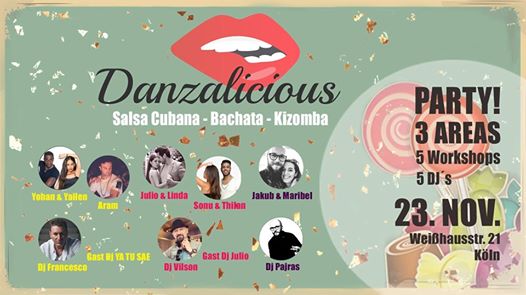 Danzalicious
Salsa Cubana - Bachata - Kizomba
PARTY!
3 AREAS
5 Workshops
5 DJ´s
23. NOV.
Weißhausstr. 21
Köln
Yohan & Yailen
Aram
Julio & Linda
Sonu & Thilen
Jakub & Maribel
Dj Francesco
Gast Dj YA TU SAE
Dj Vilson
Gast Dj Julio
Dj Pajras